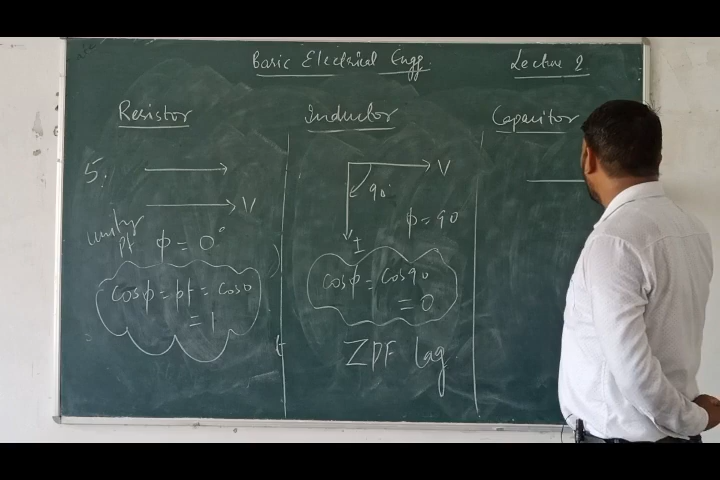 Basic Electrical Engg. Lecture 2
Resistor
5.
V
unity
pf
φ = 0°
cosφ = pf = cos0
= 1
Inductor
V
90°
I
φ = 90
cosφ = cos90
= 0
ZPF lag.
Capacitor